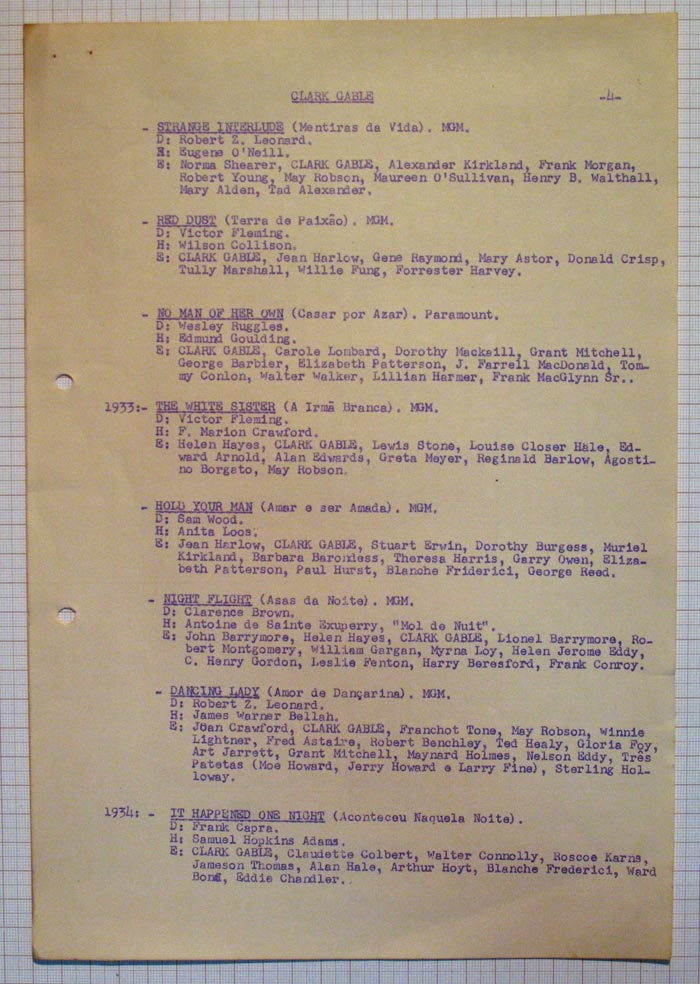 CLARK GABLE -4-
- STRANGE INTERLUDE (Mentiras da Vida). MGM.
D: Robert Z. Leonard.
H: Eugene O'Neill.
E: Norma Shearer, CLARK GABLE, Alexander Kirkland, Frank Morgan,
Robert Young, May Robson, Maureen O'Sullivan, Henry B. Walthall,
Mary Alden, Tad Alexander.
- RED DUST (Terra de Paixão). MGM.
D: Victor Fleming.
H: Wilson Collison.
E: CLARK GABLE, Jean Harlow, Gene Raymond, Mary Astor, Donald Crisp,
Tully Marshall, Willie Fung, Forrester Harvey.
- NO MAN OF HER OWN (Casar por Azar). Paramount.
D: Wesley Ruggles.
H: Edmund Goulding.
E: CLARK GABLE, Carole Lombard, Dorothy Mackaill, Grant Mitchell,
George Barbier, Elizabeth Patterson, J. Farrell MacDonald, Tom-
my Conlon, Walter Walker, Lillian Harmer, Frank MacGlynn Sr..
1933:- THE WHITE SISTER (A Irmã Branca). MGM.
D: Victor Fleming.
H: F. Marion Crawford.
E: Helen Hayes, CLARK GABLE, Lewis Stone, Louise Closer Hale, Ed-
ward Arnold, Alan Edwards, Greta Meyer, Reginald Barlow, Agosti-
no Borgato, May Robson.
- HOLD YOUR MAN (Amar e ser Amada). MGM.
D: Sam Wood.
H: Anita Loos.
E: Jean Harlow, CLARK GABLE, Stuart Erwin, Dorothy Burgess, Muriel
Kirkland, Barbara Barondess, Theresa Harris, Garry Owen, Eliza-
beth Patterson, Paul Hurst, Blanche Friderici, George Reed.
- NIGHT FLIGHT (Asas da Noite). MGM.
D: Clarence Brown.
H: Antoine de Sainte Exuperry, "Mol de Nuit".
E: John Barrymore, Helen Hayes, CLARK GABLE, Lionel Barrymore, Ro-
bert Montgomery, William Gargan, Myrna Loy, Helen Jerome Eddy,
C. Henry Gordon, Leslie Fenton, Harry Beresford, Frank Conroy.
- DANCING LADY (Amor de Dançarina). MGM.
D: Robert Z. Leonard.
H: James Warner Bellah.
E: Joan Crawford, CLARK GABLE, Franchot Tone, May Robson, Winnie
Lightner, Fred Astaire, Robert Benchley, Ted Healy, Gloria Foy,
Art Jarrett, Grant Mitchell, Maynard Holmes, Nelson Eddy, Três
Patetas (Moe Howard, Jerry Howard e Larry Fine), Sterling Hol-
loway.
1934: - IT HAPPENED ONE NIGHT (Aconteceu Naquela Noite).
D: Frank Capra.
H: Samuel Hopkins Adams.
E: CLARK GABLE, Claudette Colbert, Walter Connolly, Roscoe Karns,
Jameson Thomas, Alan Hale, Arthur Hoyt, Blanche Frederici, Ward
Bond, Eddie Chandler..